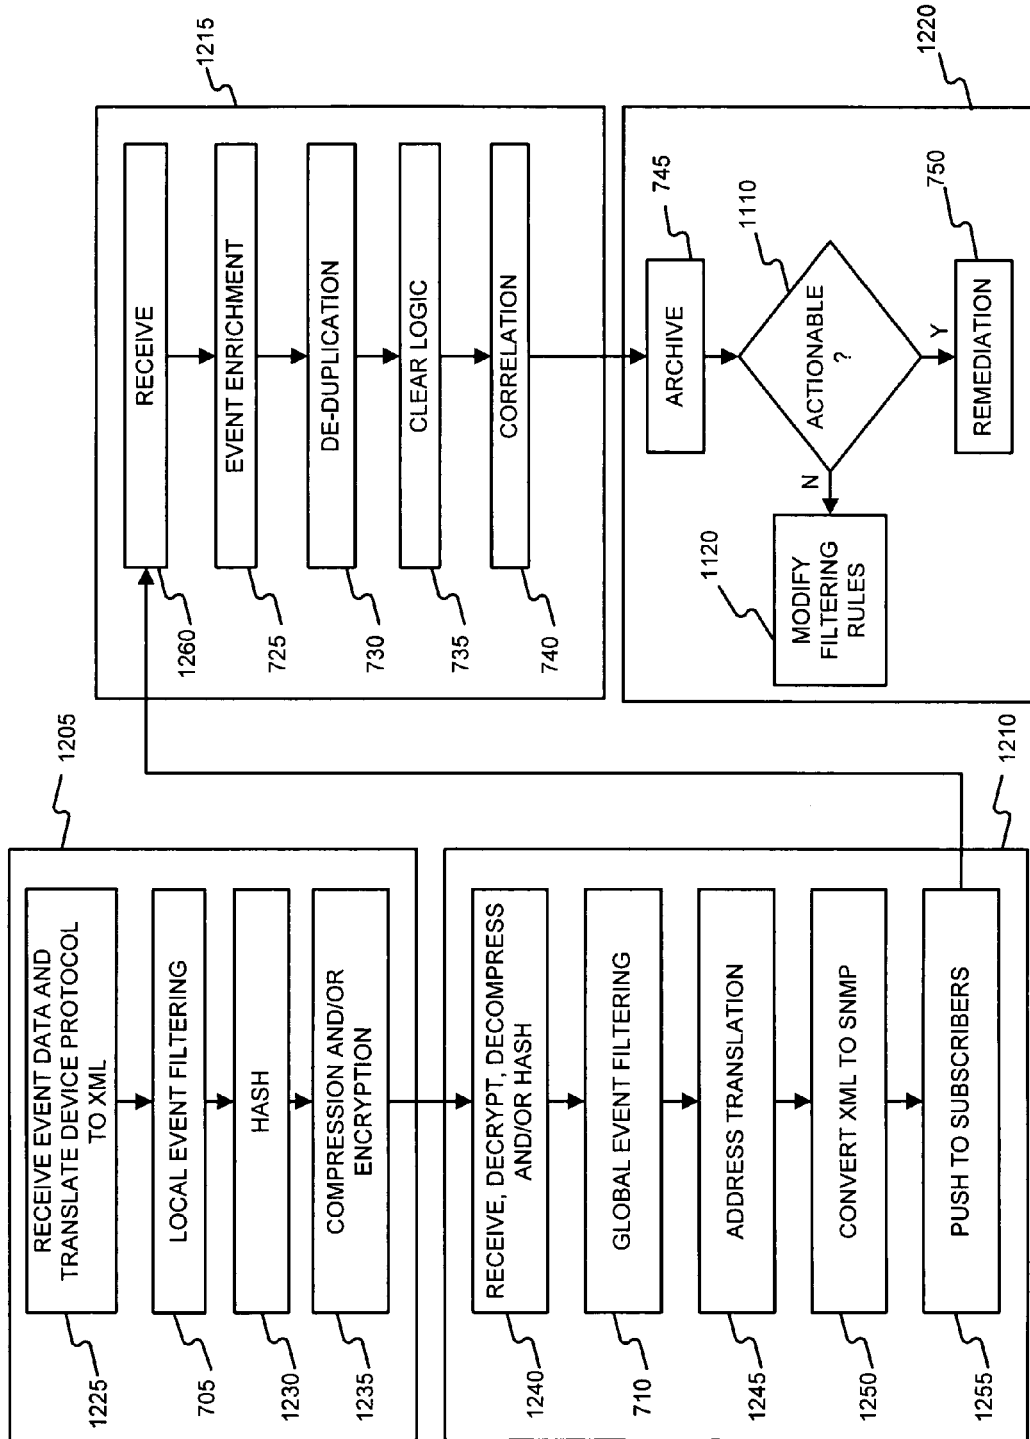 1205
RECEIVE EVENT DATA AND
TRANSLATE DEVICE PROTOCOL
TO XML
1225
LOCAL EVENT FILTERING
705
HASH
1230
COMPRESSION AND/OR
ENCRYPTION
1235
1210
RECEIVE, DECRYPT, DECOMPRESS
AND/OR HASH
1240
GLOBAL EVENT FILTERING
710
ADDRESS TRANSLATION
1245
CONVERT XML TO SNMP
1250
PUSH TO SUBSCRIBERS
1255
1215
RECEIVE
1260
EVENT ENRICHMENT
725
DE-DUPLICATION
730
CLEAR LOGIC
735
CORRELATION
740
1220
ARCHIVE
745
ACTIONABLE
?
1110
N
Y
MODIFY
FILTERING
RULES
1120
REMEDIATION
750